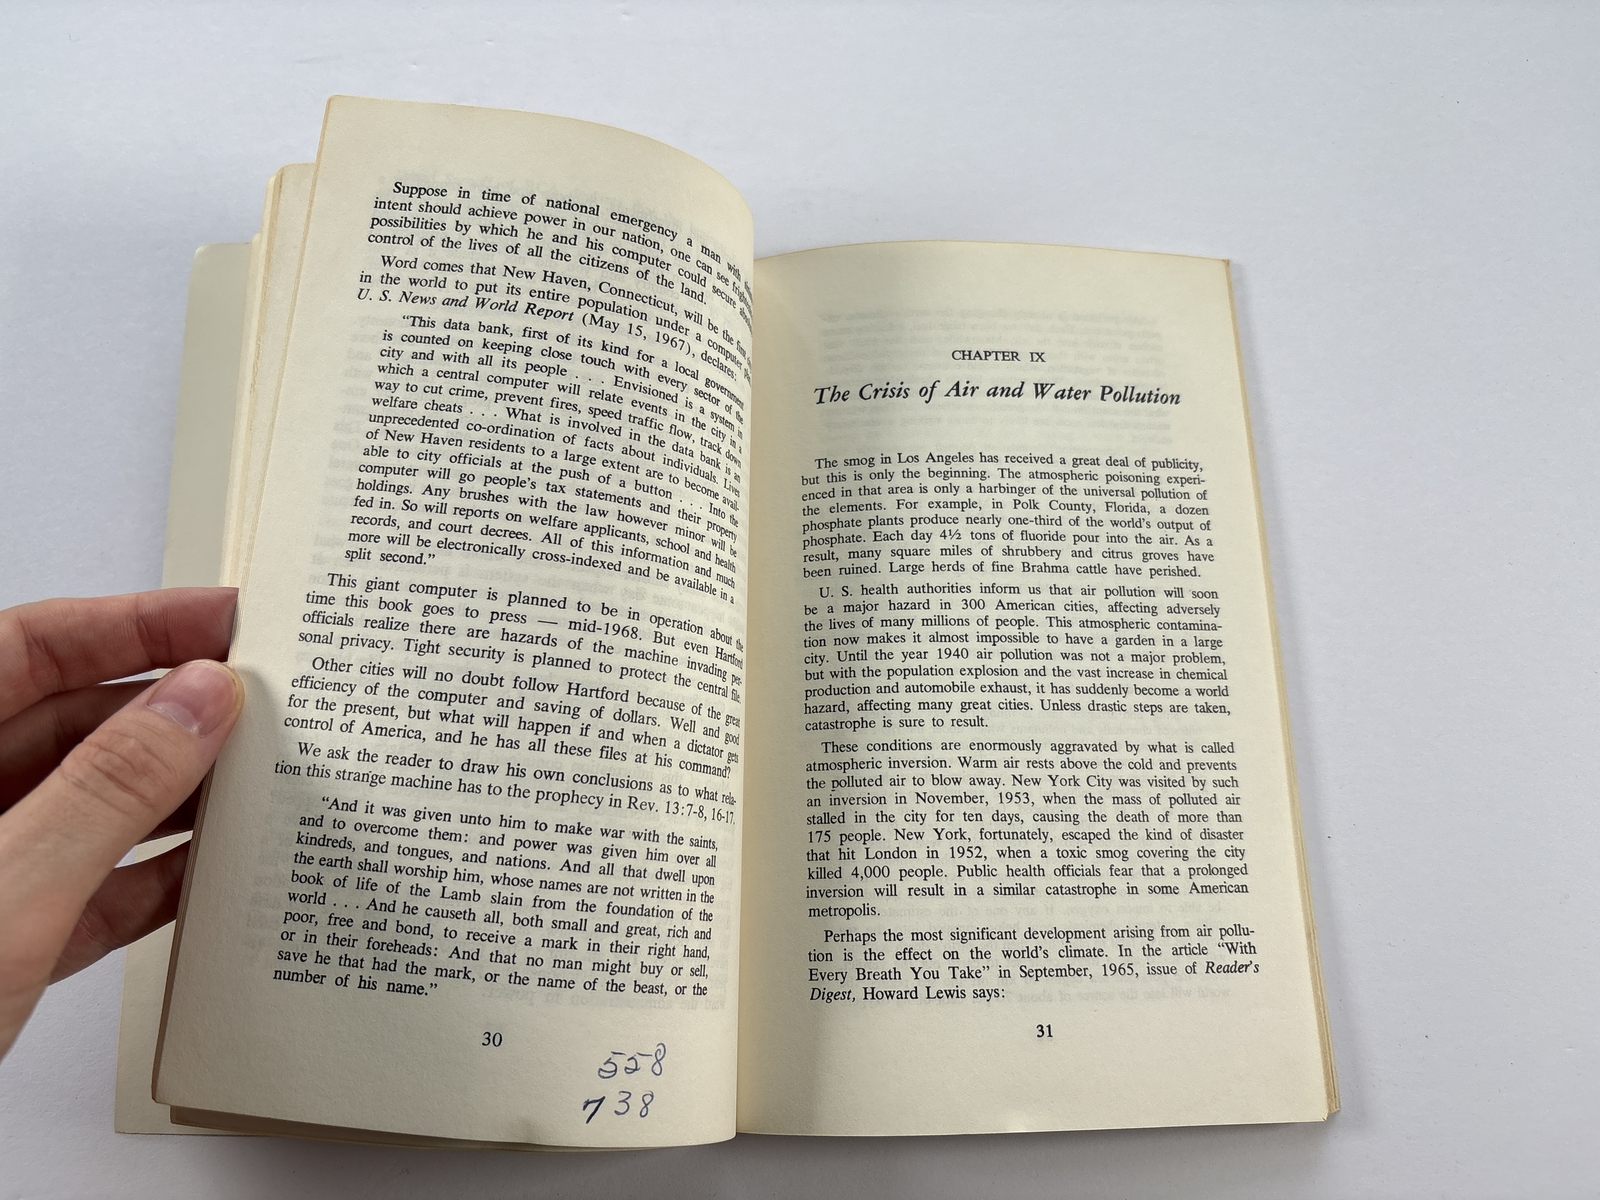 Suppose in time of national emergency a man with
intent should achieve power in our nation, one can see
possibilities by which he and his computer could secure
control of the lives of all the citizens of the land.
Word comes that New Haven, Connecticut, will be the first
in the world to put its entire population under a computer
U. S. News and World Report (May 15, 1967), declares:
“This data bank, first of its kind for a local government
is counted on keeping close touch with every sector of the
city and with all its people . . . Envisioned is a system in
which a central computer will relate events in the city in a
way to cut crime, prevent fires, speed traffic flow, track down
welfare cheats . . . What is involved in the data bank is an
unprecedented co-ordination of facts about individuals. Lives
of New Haven residents to a large extent are to become avail-
able to city officials at the push of a button . . . Into the
computer will go people's tax statements and their property
holdings. Any brushes with the law however minor will be
fed in. So will reports on welfare applicants, school and health
records, and court decrees. All of this information and much
more will be electronically cross-indexed and be available in a
split second.”
This giant computer is planned to be in operation about the
time this book goes to press — mid-1968. But even Hartford
officials realize there are hazards of the machine invading per-
sonal privacy. Tight security is planned to protect the central file.
Other cities will no doubt follow Hartford because of the great
efficiency of the computer and saving of dollars. Well and good
for the present, but what will happen if and when a dictator gets
control of America, and he has all these files at his command?
We ask the reader to draw his own conclusions as to what rela-
tion this strange machine has to the prophecy in Rev. 13:7-8, 16-17.
“And it was given unto him to make war with the saints,
and to overcome them: and power was given him over all
kindreds, and tongues, and nations. And all that dwell upon
the earth shall worship him, whose names are not written in the
book of life of the Lamb slain from the foundation of the
world . . . And he causeth all, both small and great, rich and
poor, free and bond, to receive a mark in their right hand,
or in their foreheads: And that no man might buy or sell,
save he that had the mark, or the name of the beast, or the
number of his name.”
30
558
738
CHAPTER IX
The Crisis of Air and Water Pollution
The smog in Los Angeles has received a great deal of publicity,
but this is only the beginning. The atmospheric poisoning experi-
enced in that area is only a harbinger of the universal pollution of
the elements. For example, in Polk County, Florida, a dozen
phosphate plants produce nearly one-third of the world's output of
phosphate. Each day 4½ tons of fluoride pour into the air. As a
result, many square miles of shrubbery and citrus groves have
been ruined. Large herds of fine Brahma cattle have perished.
U. S. health authorities inform us that air pollution will soon
be a major hazard in 300 American cities, affecting adversely
the lives of many millions of people. This atmospheric contamina-
tion now makes it almost impossible to have a garden in a large
city. Until the year 1940 air pollution was not a major problem,
but with the population explosion and the vast increase in chemical
production and automobile exhaust, it has suddenly become a world
hazard, affecting many great cities. Unless drastic steps are taken,
catastrophe is sure to result.
These conditions are enormously aggravated by what is called
atmospheric inversion. Warm air rests above the cold and prevents
the polluted air to blow away. New York City was visited by such
an inversion in November, 1953, when the mass of polluted air
stalled in the city for ten days, causing the death of more than
175 people. New York, fortunately, escaped the kind of disaster
that hit London in 1952, when a toxic smog covering the city
killed 4,000 people. Public health officials fear that a prolonged
inversion will result in a similar catastrophe in some American
metropolis.
Perhaps the most significant development arising from air pollu-
tion is the effect on the world's climate. In the article “With
Every Breath You Take” in September, 1965, issue of Reader's
Digest, Howard Lewis says:
31